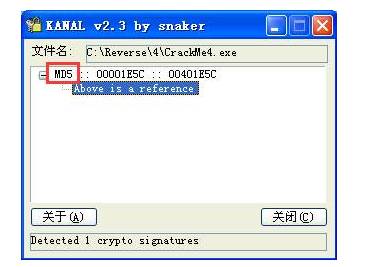 KANAL v2.3 by snaker
文件名: C:\Reverse\4\CrackMe4.exe
MD5 :: 00001E5C :: 00401E5C
Above is a reference
关于(A) 关闭(C)
Detected 1 crypto signatures